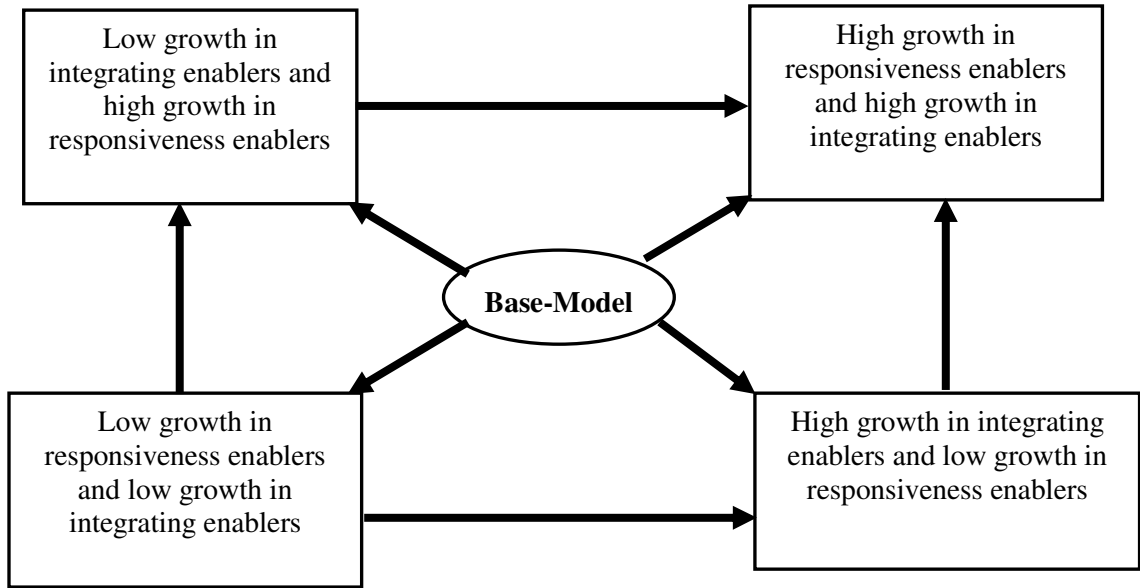 Low growth in
integrating enablers and
high growth in
responsiveness enablers
High growth in
responsiveness enablers
and high growth in
integrating enablers
Base-Model
Low growth in
responsiveness enablers
and low growth in
integrating enablers
High growth in integrating
enablers and low growth in
responsiveness enablers